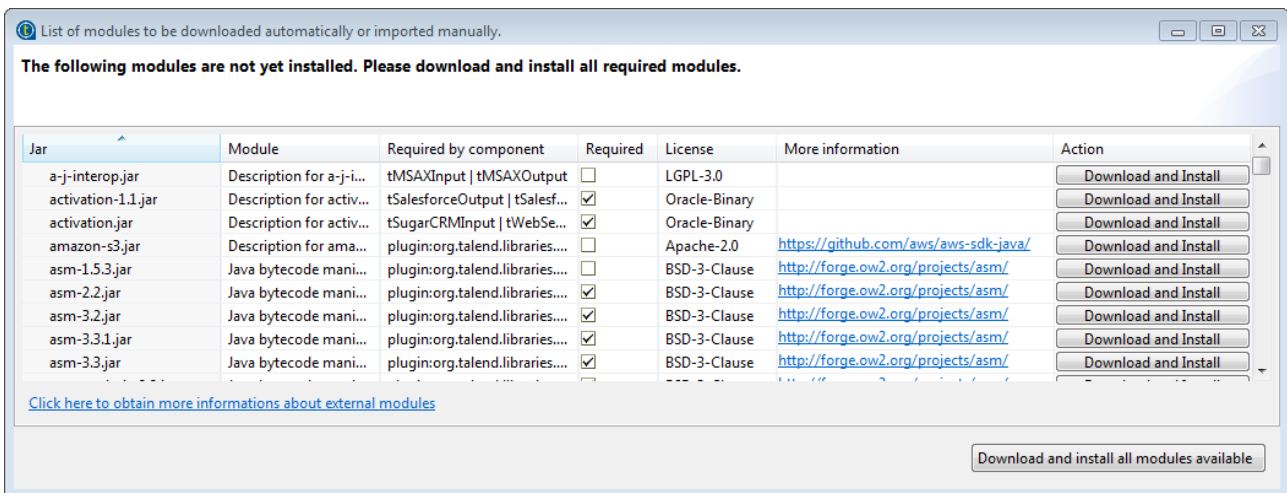 List of modules to be downloaded automatically or imported manually.
The following modules are not yet installed. Please download and install all required modules.
Jar Module Required by component Required License More information Action
a-j-interop.jar Description for a-j-i... tMSAXInput | tMSAXOutput LGPL-3.0 Download and Install
activation-1.1.jar Description for activ... tSalesforceOutput | tSalesf... Oracle-Binary Download and Install
activation.jar Description for activ... tSugarCRMInput | tWebSe... Oracle-Binary Download and Install
amazon-s3.jar Description for ama... plugin:org.talend.libraries.... Apache-2.0 https://github.com/aws/aws-sdk-java/ Download and Install
asm-1.5.3.jar Java bytecode mani... plugin:org.talend.libraries.... BSD-3-Clause http://forge.ow2.org/projects/asm/ Download and Install
asm-2.2.jar Java bytecode mani... plugin:org.talend.libraries.... BSD-3-Clause http://forge.ow2.org/projects/asm/ Download and Install
asm-3.2.jar Java bytecode mani... plugin:org.talend.libraries.... BSD-3-Clause http://forge.ow2.org/projects/asm/ Download and Install
asm-3.3.1.jar Java bytecode mani... plugin:org.talend.libraries.... BSD-3-Clause http://forge.ow2.org/projects/asm/ Download and Install
asm-3.3.jar Java bytecode mani... plugin:org.talend.libraries.... BSD-3-Clause http://forge.ow2.org/projects/asm/ Download and Install
Click here to obtain more informations about external modules
Download and install all modules available